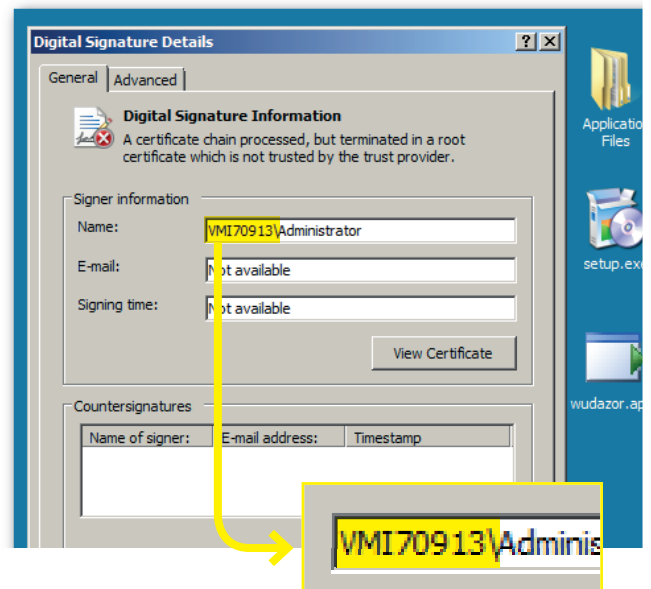 Digital Signature Details
General
Advanced
Digital Signature Information
A certificate chain processed, but terminated in a root
certificate which is not trusted by the trust provider.
Signer information
Name:
VMI70913\Administrator
E-mail:
Not available
Signing time:
Not available
View Certificate
Countersignatures
Name of signer:
E-mail address:
Timestamp
Applicatio
Files
setup.ex
wudazor.ap
VMI70913\Adminis